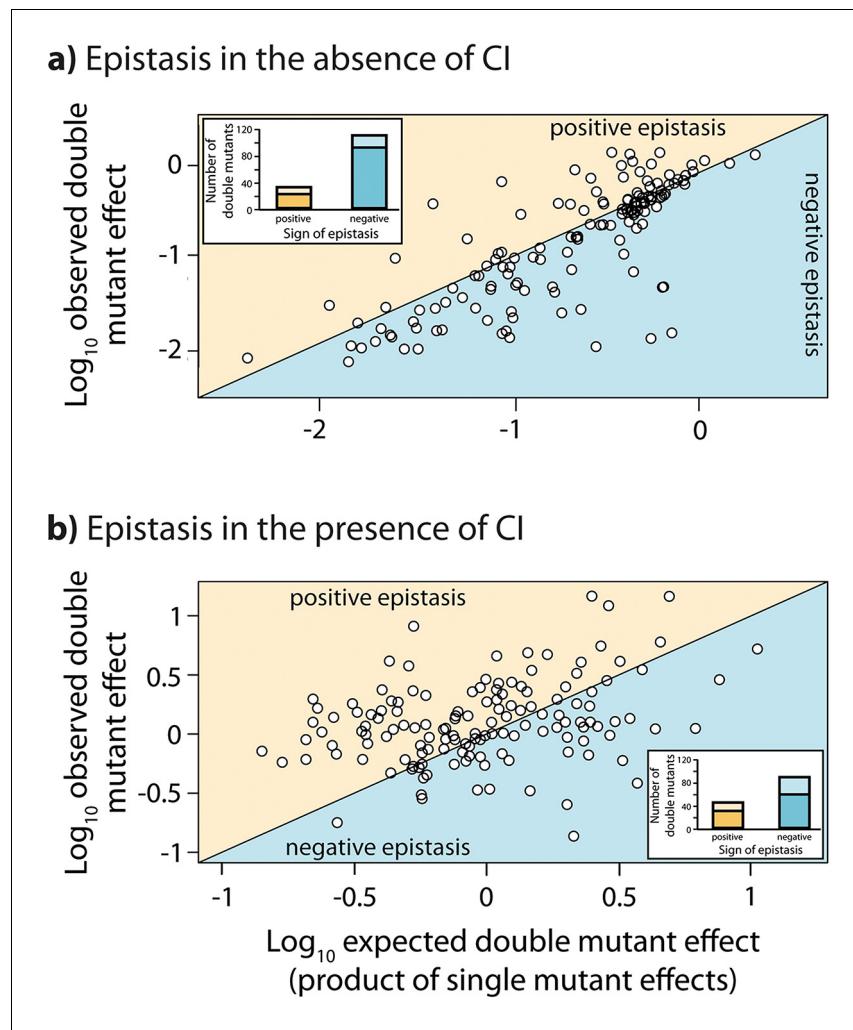 a) Epistasis in the absence of CI
Log10 observed double
mutant effect
positive epistasis
negative epistasis
Number of
double mutants
120
80
40
0
positive
negative
Sign of epistasis
0
-1
-2
-2
-1
0
b) Epistasis in the presence of CI
Log10 observed double
mutant effect
positive epistasis
negative epistasis
1
0.5
0
-0.5
-1
Number of
double mutants
120
80
40
0
positive
negative
Sign of epistasis
-1
-0.5
0
0.5
1
Log10 expected double mutant effect
(product of single mutant effects)